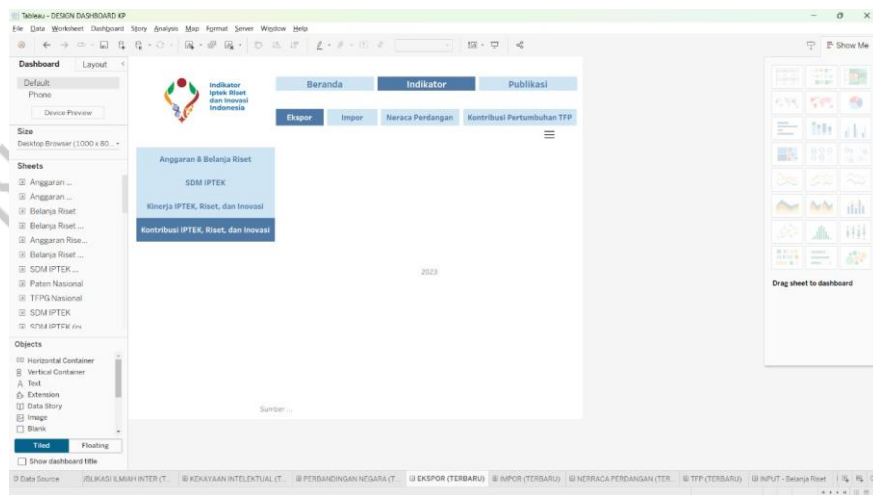 Tableau - DESIGN DASHBOARD KP
File Data Worksheet Dashboard Story Analysis Map Format Server Window Help
Show Me
Dashboard Layout
Default
Phone
Device Preview
Size
Desktop Browser (1000 x 80...
Sheets
Anggaran ...
Anggaran ...
Belanja Riset
Belanja Riset ...
Anggaran Rise...
Belanja Riset ...
SDM IPTEK ...
Paten Nasional
TFPG Nasional
SDM IPTEK
Objects
Horizontal Container
Vertical Container
Text
Extension
Data Story
Image
Blank
Tiled Floating
Show dashboard title
Indikator
Iptek Riset
dan Inovasi
Indonesia
Beranda Indikator Publikasi
Ekspor Impor Neraca Perdangan Kontribusi Pertumbuhan TFP
Anggaran & Belanja Riset
SDM IPTEK
Kinerja IPTEK, Riset, dan Inovasi
Kontribusi IPTEK, Riset, dan Inovasi
2023
Sumber ...
Drag sheet to dashboard
Data Source UBLIKASI ILMIAH INTER (T... KEKAYAAN INTELEKTUAL (T... PERBANDINGAN NEGARA (T... EKSPOR (TERBARU) IMPOR (TERBARU) NERRACA PERDANGAN (TER... TFP (TERBARU) INPUT - Belanja Riset